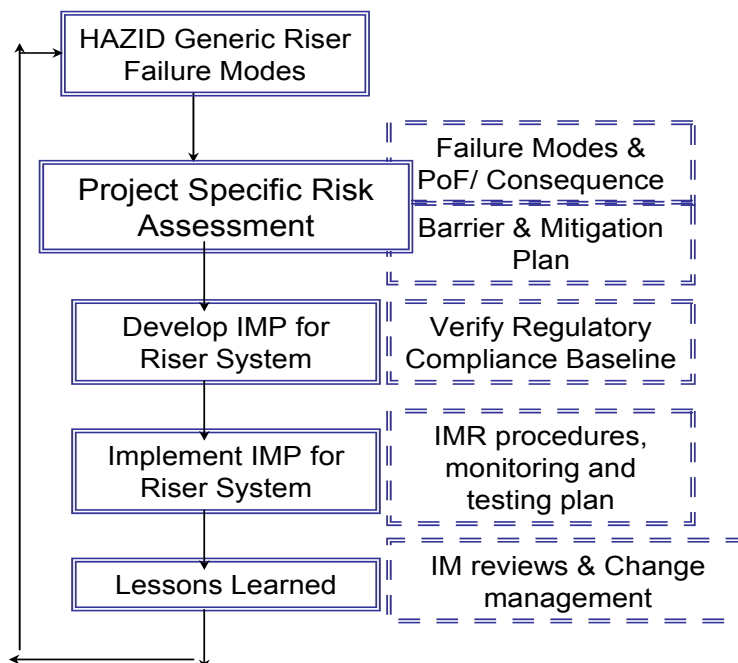 HAZID Generic Riser
Failure Modes
Project Specific Risk
Assessment
Failure Modes &
PoF/ Consequence
Barrier & Mitigation
Plan
Develop IMP for
Riser System
Verify Regulatory
Compliance Baseline
Implement IMP for
Riser System
IMR procedures,
monitoring and
testing plan
Lessons Learned
IM reviews & Change
management